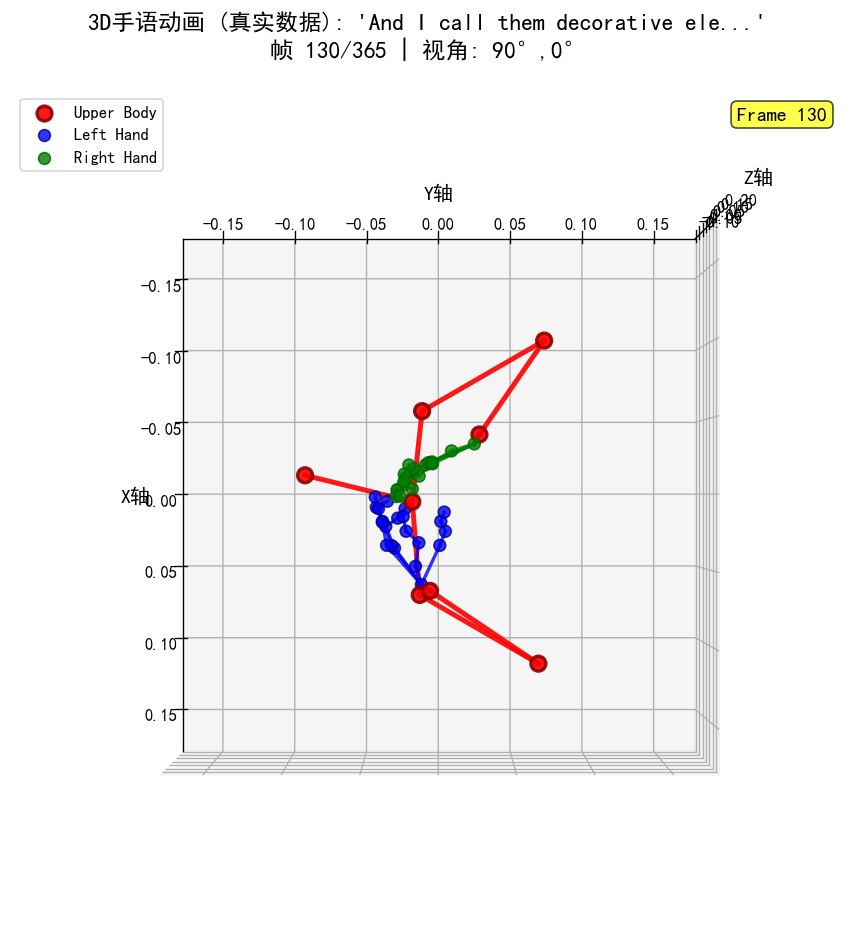 3D手语动画 (真实数据): 'And I call them decorative ele...'
帧 130/365 | 视角: 90°,0°
Upper Body
Left Hand
Right Hand
Frame 130
Z轴
Y轴
−0.15 −0.10 −0.05 0.00 0.05 0.10 0.15
−0.15
−0.10
−0.05
X轴
0.00
0.05
0.10
0.15